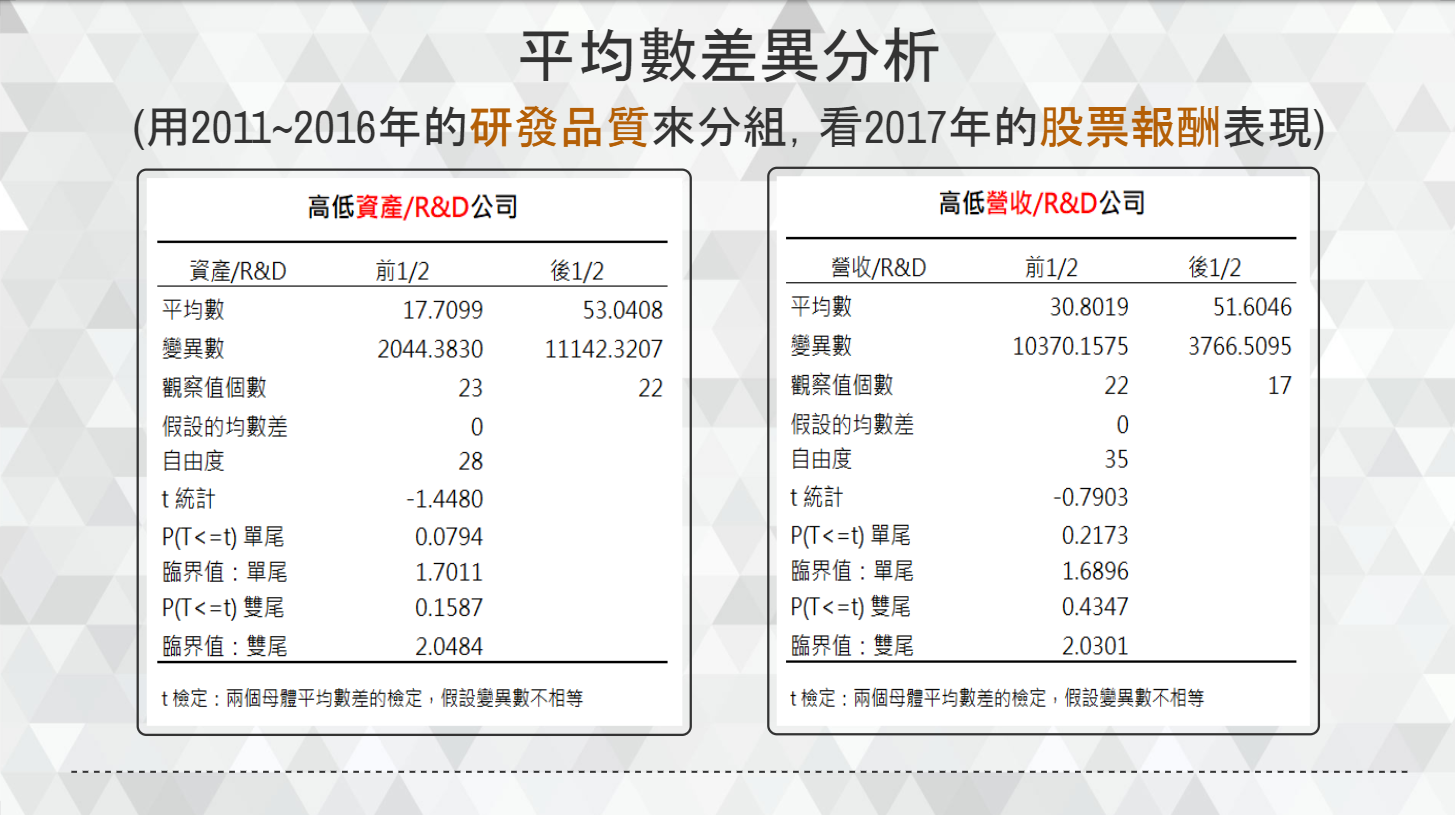 平均數差異分析
(用2011~2016年的研發品質來分組, 看2017年的股票報酬表現)
高低資產/R&D公司
資產/R&D 前1/2 後1/2
平均數 17.7099 53.0408
變異數 2044.3830 11142.3207
觀察值個數 23 22
假設的均數差 0
自由度 28
t 統計 -1.4480
P(T<=t) 單尾 0.0794
臨界值：單尾 1.7011
P(T<=t) 雙尾 0.1587
臨界值：雙尾 2.0484
t 檢定：兩個母體平均數差的檢定，假設變異數不相等
高低營收/R&D公司
營收/R&D 前1/2 後1/2
平均數 30.8019 51.6046
變異數 10370.1575 3766.5095
觀察值個數 22 17
假設的均數差 0
自由度 35
t 統計 -0.7903
P(T<=t) 單尾 0.2173
臨界值：單尾 1.6896
P(T<=t) 雙尾 0.4347
臨界值：雙尾 2.0301
t 檢定：兩個母體平均數差的檢定，假設變異數不相等